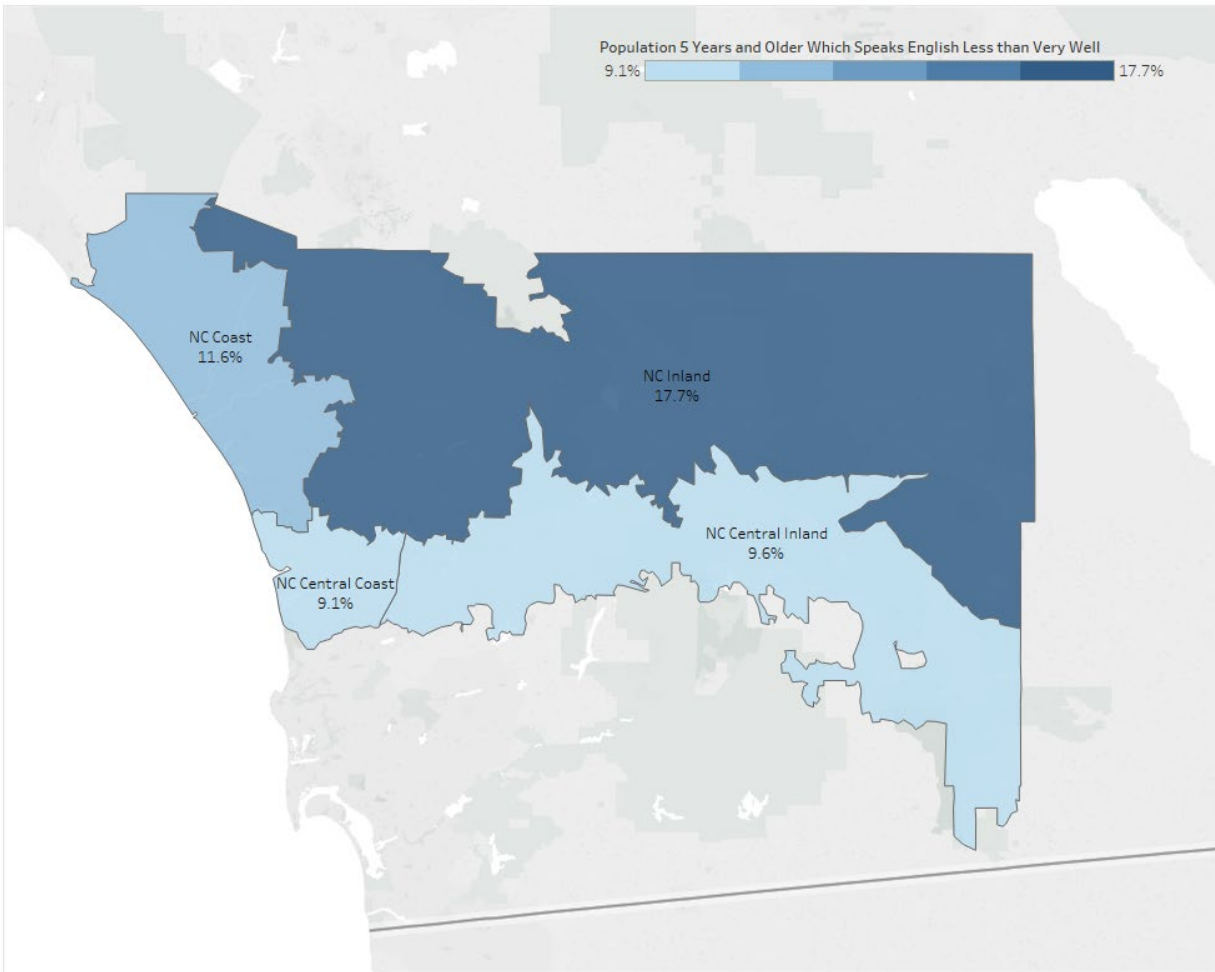 Population 5 Years and Older Which Speaks English Less than Very Well
9.1% 17.7%
NC Coast
11.6%
NC Inland
17.7%
NC Central Inland
9.6%
NC Central Coast
9.1%